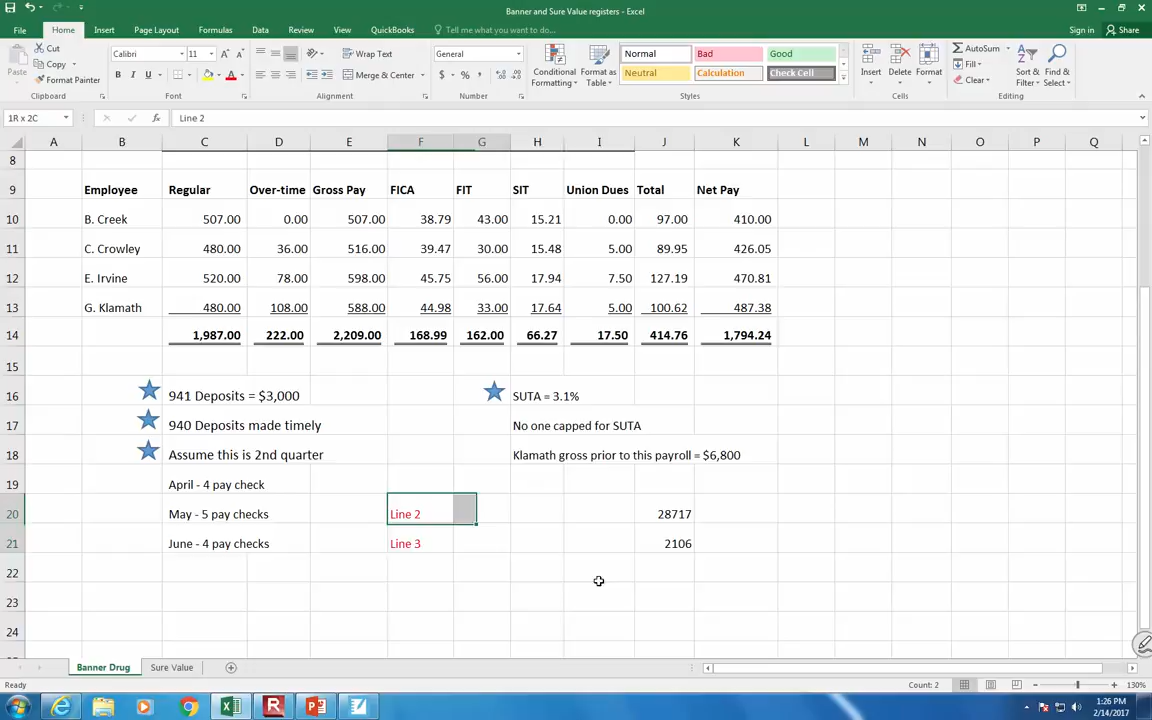 Banner and Sure Value registers - Excel
File Home Insert Page Layout Formulas Data Review View QuickBooks Tell me what you want to do... Sign in Share
Cut
Copy
Format Painter
Paste
Clipboard
Calibri 11
B I U
Font
Wrap Text
Merge & Center
Alignment
General
$ % ,
Number
Conditional Formatting
Format as Table
Normal Bad Good
Neutral Calculation Check Cell
Styles
Insert Delete Format
Cells
AutoSum
Fill
Clear
Sort & Filter
Find & Select
Editing
1R x 2C fx Line 2
A B C D E F G H I J K L M N O P Q
8
9 Employee Regular Over-time Gross Pay FICA FIT SIT Union Dues Total Net Pay
10 B. Creek 507.00 0.00 507.00 38.79 43.00 15.21 0.00 97.00 410.00
11 C. Crowley 480.00 36.00 516.00 39.47 30.00 15.48 5.00 89.95 426.05
12 E. Irvine 520.00 78.00 598.00 45.75 56.00 17.94 7.50 127.19 470.81
13 G. Klamath 480.00 108.00 588.00 44.98 33.00 17.64 5.00 100.62 487.38
14 1,987.00 222.00 2,209.00 168.99 162.00 66.27 17.50 414.76 1,794.24
15
16 941 Deposits = $3,000 SUTA = 3.1%
17 940 Deposits made timely No one capped for SUTA
18 Assume this is 2nd quarter Klamath gross prior to this payroll = $6,800
19 April - 4 pay check
20 May - 5 pay checks Line 2 28717
21 June - 4 pay checks Line 3 2106
22
23
24
Banner Drug Sure Value
Ready Count: 2 130%
1:26 PM
2/14/2017